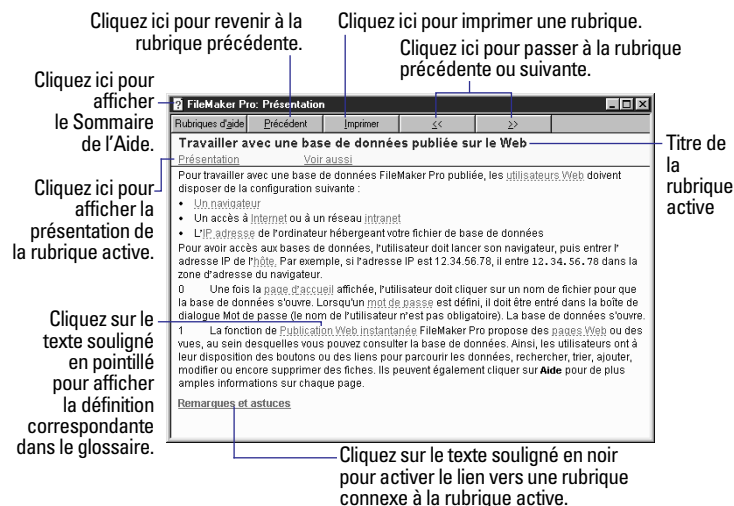 Cliquez ici pour revenir à la
rubrique précédente.
Cliquez ici pour imprimer une rubrique.
Cliquez ici pour passer à la rubrique
précédente ou suivante.
Cliquez ici pour
afficher
le Sommaire
de l'Aide.
? FileMaker Pro: Présentation
Rubriques d'aide Précédent Imprimer << >>
Travailler avec une base de données publiée sur le Web
Titre de
la
rubrique
active
Présentation Voir aussi
Cliquez ici pour
afficher la
présentation de
la rubrique active.
Pour travailler avec une base de données FileMaker Pro publiée, les utilisateurs Web doivent
disposer de la configuration suivante :
• Un navigateur
• Un accès à Internet ou à un réseau intranet
• L'IP adresse de l'ordinateur hébergeant votre fichier de base de données
Pour avoir accès aux bases de données, l'utilisateur doit lancer son navigateur, puis entrer l'
adresse IP de l'hôte. Par exemple, si l'adresse IP est 12.34.56.78, il entre 12.34.56.78 dans la
zone d'adresse du navigateur.
0 Une fois la page d'accueil affichée, l'utilisateur doit cliquer sur un nom de fichier pour que
la base de données s'ouvre. Lorsqu'un mot de passe est défini, il doit être entré dans la boîte de
dialogue Mot de passe (le nom de l'utilisateur n'est pas obligatoire). La base de données s'ouvre.
1 La fonction de Publication Web instantanée FileMaker Pro propose des pages Web ou des
vues, au sein desquelles vous pouvez consulter la base de données. Ainsi, les utilisateurs ont à
leur disposition des boutons ou des liens pour parcourir les données, rechercher, trier, ajouter,
modifier ou encore supprimer des fiches. Ils peuvent également cliquer sur Aide pour de plus
amples informations sur chaque page.
Remarques et astuces
Cliquez sur le
texte souligné
en pointillé
pour afficher
la définition
correspondante
dans le glossaire.
Cliquez sur le texte souligné en noir
pour activer le lien vers une rubrique
connexe à la rubrique active.